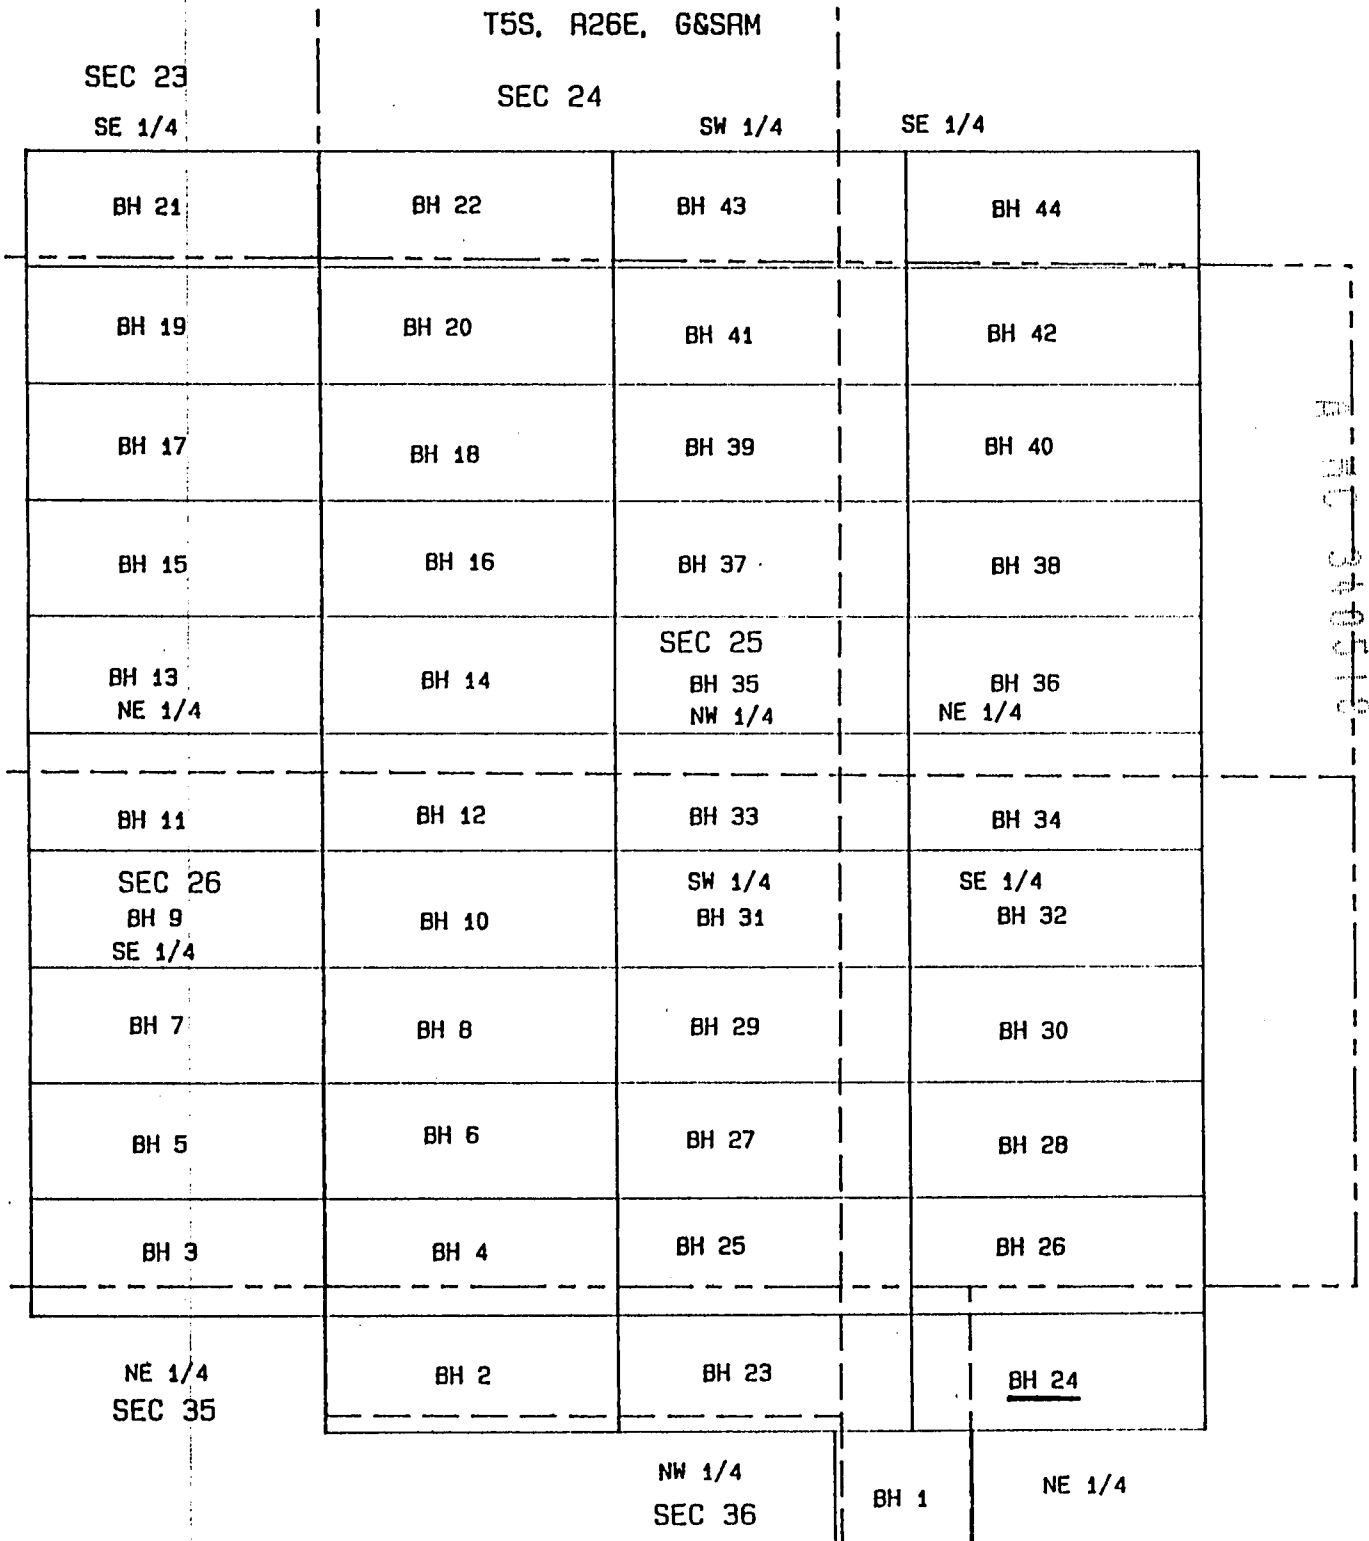 T5S, R26E, G&SRM
SEC 23
SEC 24
SE 1/4 SW 1/4 SE 1/4
BH 21 BH 22 BH 43 BH 44
BH 19 BH 20 BH 41 BH 42
BH 17 BH 18 BH 39 BH 40
BH 15 BH 16 BH 37 BH 38
SEC 25
BH 13 BH 14 BH 35 BH 36
NE 1/4 NW 1/4 NE 1/4
BH 11 BH 12 BH 33 BH 34
SEC 26 SW 1/4 SE 1/4
BH 9 BH 10 BH 31 BH 32
SE 1/4
BH 7 BH 8 BH 29 BH 30
BH 5 BH 6 BH 27 BH 28
BH 3 BH 4 BH 25 BH 26
NE 1/4 BH 2 BH 23 BH 24
SEC 35
NW 1/4 BH 1 NE 1/4
SEC 36